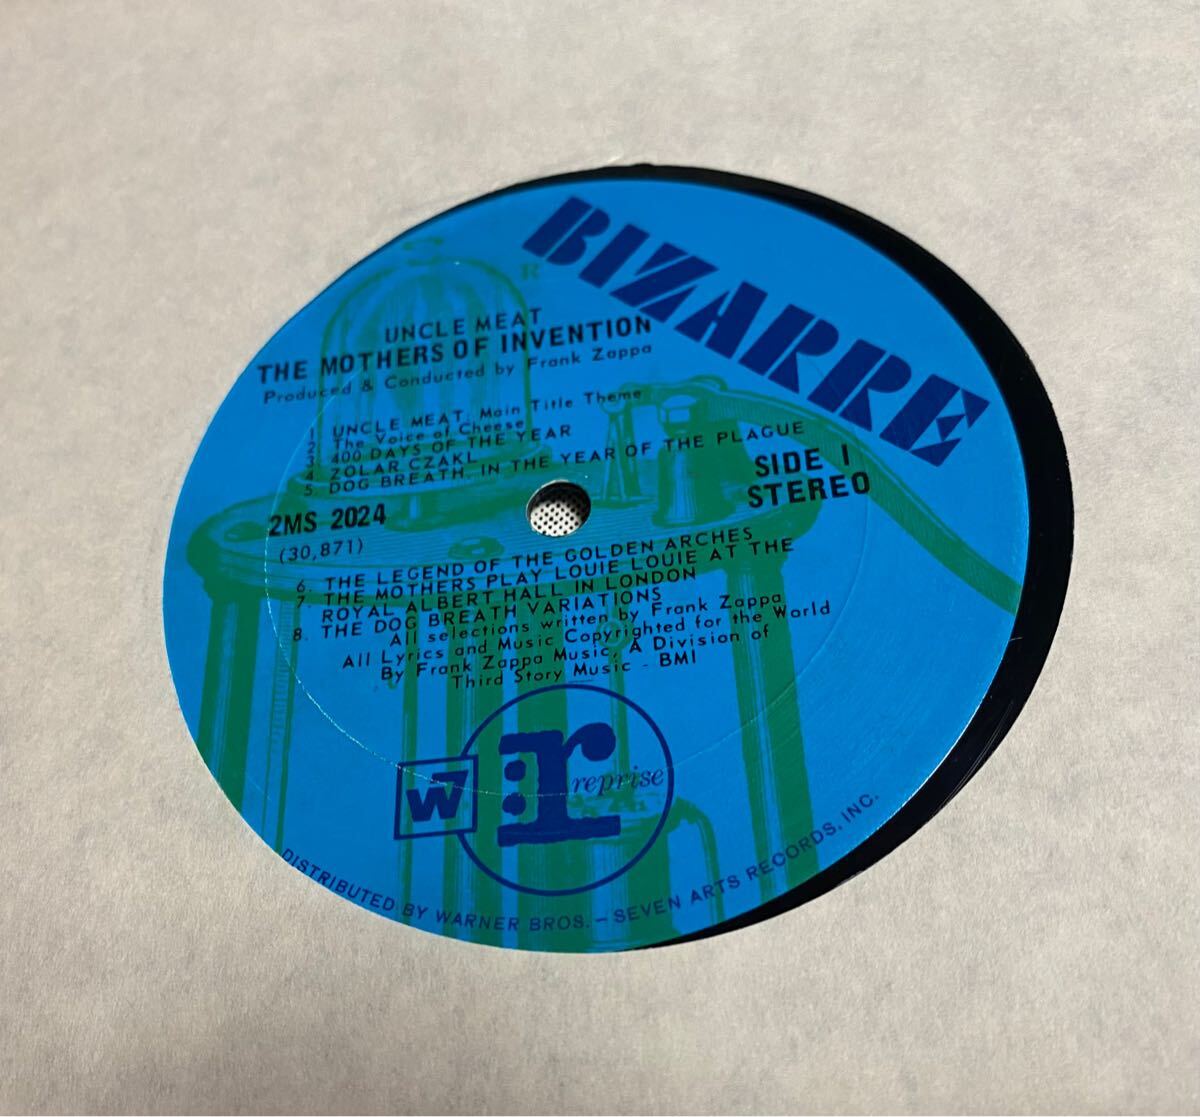 BIZARRE
R
UNCLE MEAT
THE MOTHERS OF INVENTION
Produced & Conducted by Frank Zappa
1. UNCLE MEAT: Main Title Theme
2. The Voice of Cheese
3. 400 DAYS OF THE YEAR
4. ZOLAR CZAKL
5. DOG BREATH, IN THE YEAR OF THE PLAGUE
SIDE 1
STEREO
2MS 2024
(30,871)
6. THE LEGEND OF THE GOLDEN ARCHES
7. THE MOTHERS PLAY LOUIE LOUIE AT THE
ROYAL ALBERT HALL IN LONDON
8. THE DOG BREATH VARIATIONS
All selections written by Frank Zappa
All Lyrics and Music Copyrighted for the World
By Frank Zappa Music, A Division of
Third Story Music - BMI
W7
:r reprise
DISTRIBUTED BY WARNER BROS. – SEVEN ARTS RECORDS, INC.